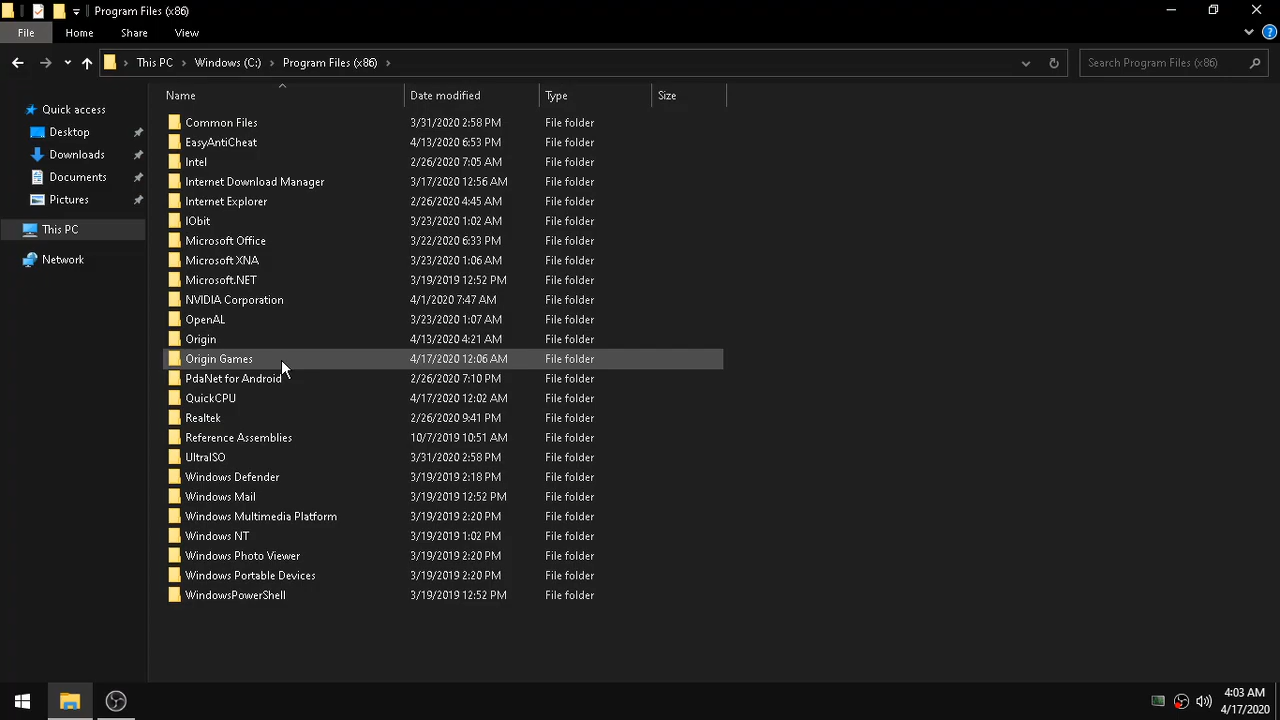 Program Files (x86)
File Home Share View
This PC Windows (C:) Program Files (x86) Search Program Files (x86)
Name Date modified Type Size
Quick access
Desktop
Downloads
Documents
Pictures
This PC
Network
Common Files 3/31/2020 2:58 PM File folder
EasyAntiCheat 4/13/2020 6:53 PM File folder
Intel 2/26/2020 7:05 AM File folder
Internet Download Manager 3/17/2020 12:56 AM File folder
Internet Explorer 2/26/2020 4:45 AM File folder
IObit 3/23/2020 1:02 AM File folder
Microsoft Office 3/22/2020 6:33 PM File folder
Microsoft XNA 3/23/2020 1:06 AM File folder
Microsoft.NET 3/19/2019 12:52 PM File folder
NVIDIA Corporation 4/1/2020 7:47 AM File folder
OpenAL 3/23/2020 1:07 AM File folder
Origin 4/13/2020 4:21 AM File folder
Origin Games 4/17/2020 12:06 AM File folder
PdaNet for Android 2/26/2020 7:10 PM File folder
QuickCPU 4/17/2020 12:02 AM File folder
Realtek 2/26/2020 9:41 PM File folder
Reference Assemblies 10/7/2019 10:51 AM File folder
UltraISO 3/31/2020 2:58 PM File folder
Windows Defender 3/19/2019 2:18 PM File folder
Windows Mail 3/19/2019 12:52 PM File folder
Windows Multimedia Platform 3/19/2019 2:20 PM File folder
Windows NT 3/19/2019 1:02 PM File folder
Windows Photo Viewer 3/19/2019 2:20 PM File folder
Windows Portable Devices 3/19/2019 2:20 PM File folder
WindowsPowerShell 3/19/2019 12:52 PM File folder
4:03 AM
4/17/2020